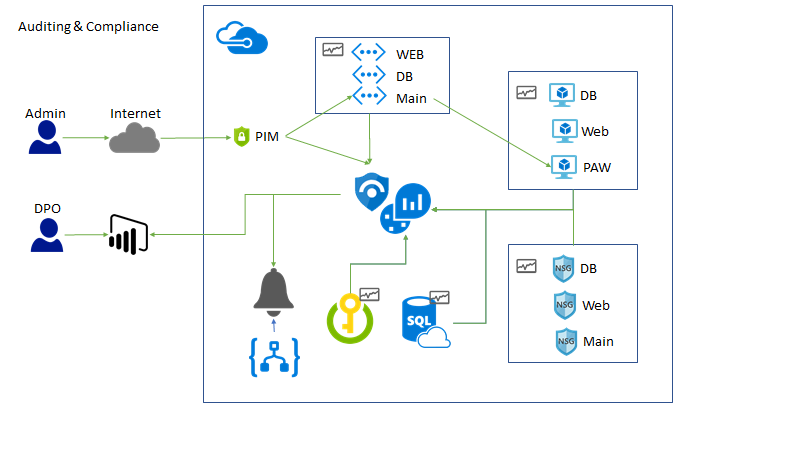 Auditing & Compliance
WEB
DB
Main
DB
Web
PAW
Admin
Internet
PIM
DPO
SQL
NSG
DB
NSG
Web
NSG
Main